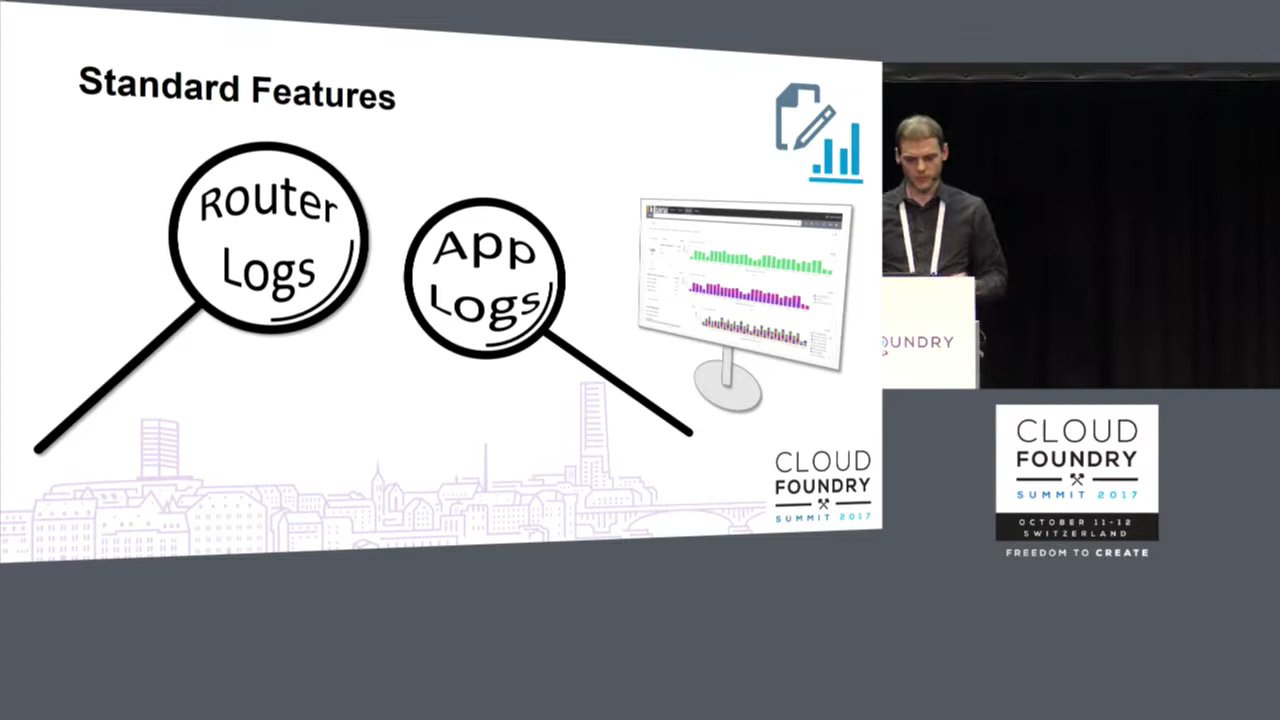 Standard Features
Router
Logs
App
Logs
CLOUD
FOUNDRY
SUMMIT 2017
OUNDRY
CLOUD
FOUNDRY
SUMMIT 2017
OCTOBER 11-12
SWITZERLAND
FREEDOM TO CREATE